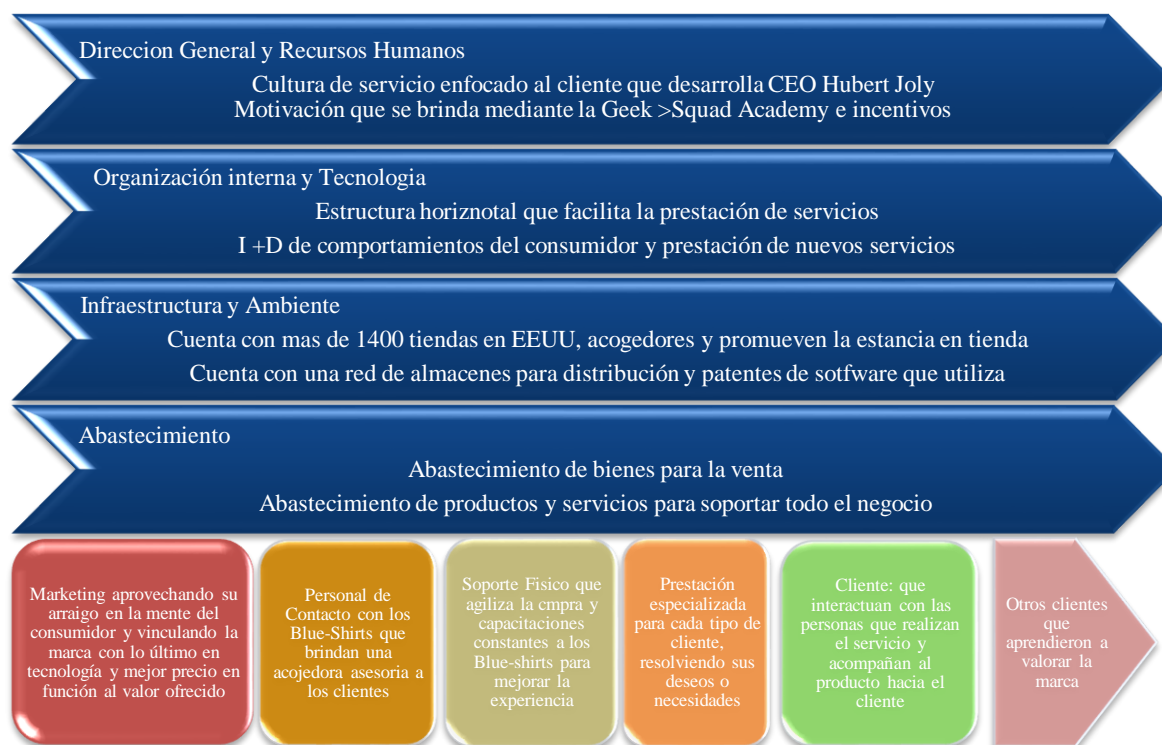 Direccion General y Recursos Humanos
Cultura de servicio enfocado al cliente que desarrolla CEO Hubert Joly
Motivación que se brinda mediante la Geek >Squad Academy e incentivos
Organización interna y Tecnologia
Estructura horiznotal que facilita la prestación de servicios
I +D de comportamientos del consumidor y prestación de nuevos servicios
Infraestructura y Ambiente
Cuenta con mas de 1400 tiendas en EEUU, acogedores y promueven la estancia en tienda
Cuenta con una red de almacenes para distribución y patentes de sotfware que utiliza
Abastecimiento
Abastecimiento de bienes para la venta
Abastecimiento de productos y servicios para soportar todo el negocio
Marketing aprovechando su
arraigo en la mente del
consumidor y vinculando la
marca con lo último en
tecnología y mejor precio en
función al valor ofrecido
Personal de
Contacto con los
Blue-Shirts que
brindan una
acojedora asesoria a
los clientes
Soporte Fisico que
agiliza la cmpra y
capacitaciones
constantes a los
Blue-shirts para
mejorar la
experiencia
Prestación
especializada
para cada tipo de
cliente,
resolviendo sus
deseos o
necesidades
Cliente: que
interactuan con las
personas que realizan
el servicio y
acompañan al
producto hacia el
cliente
Otros clientes
que
aprendieron a
valorar la
marca